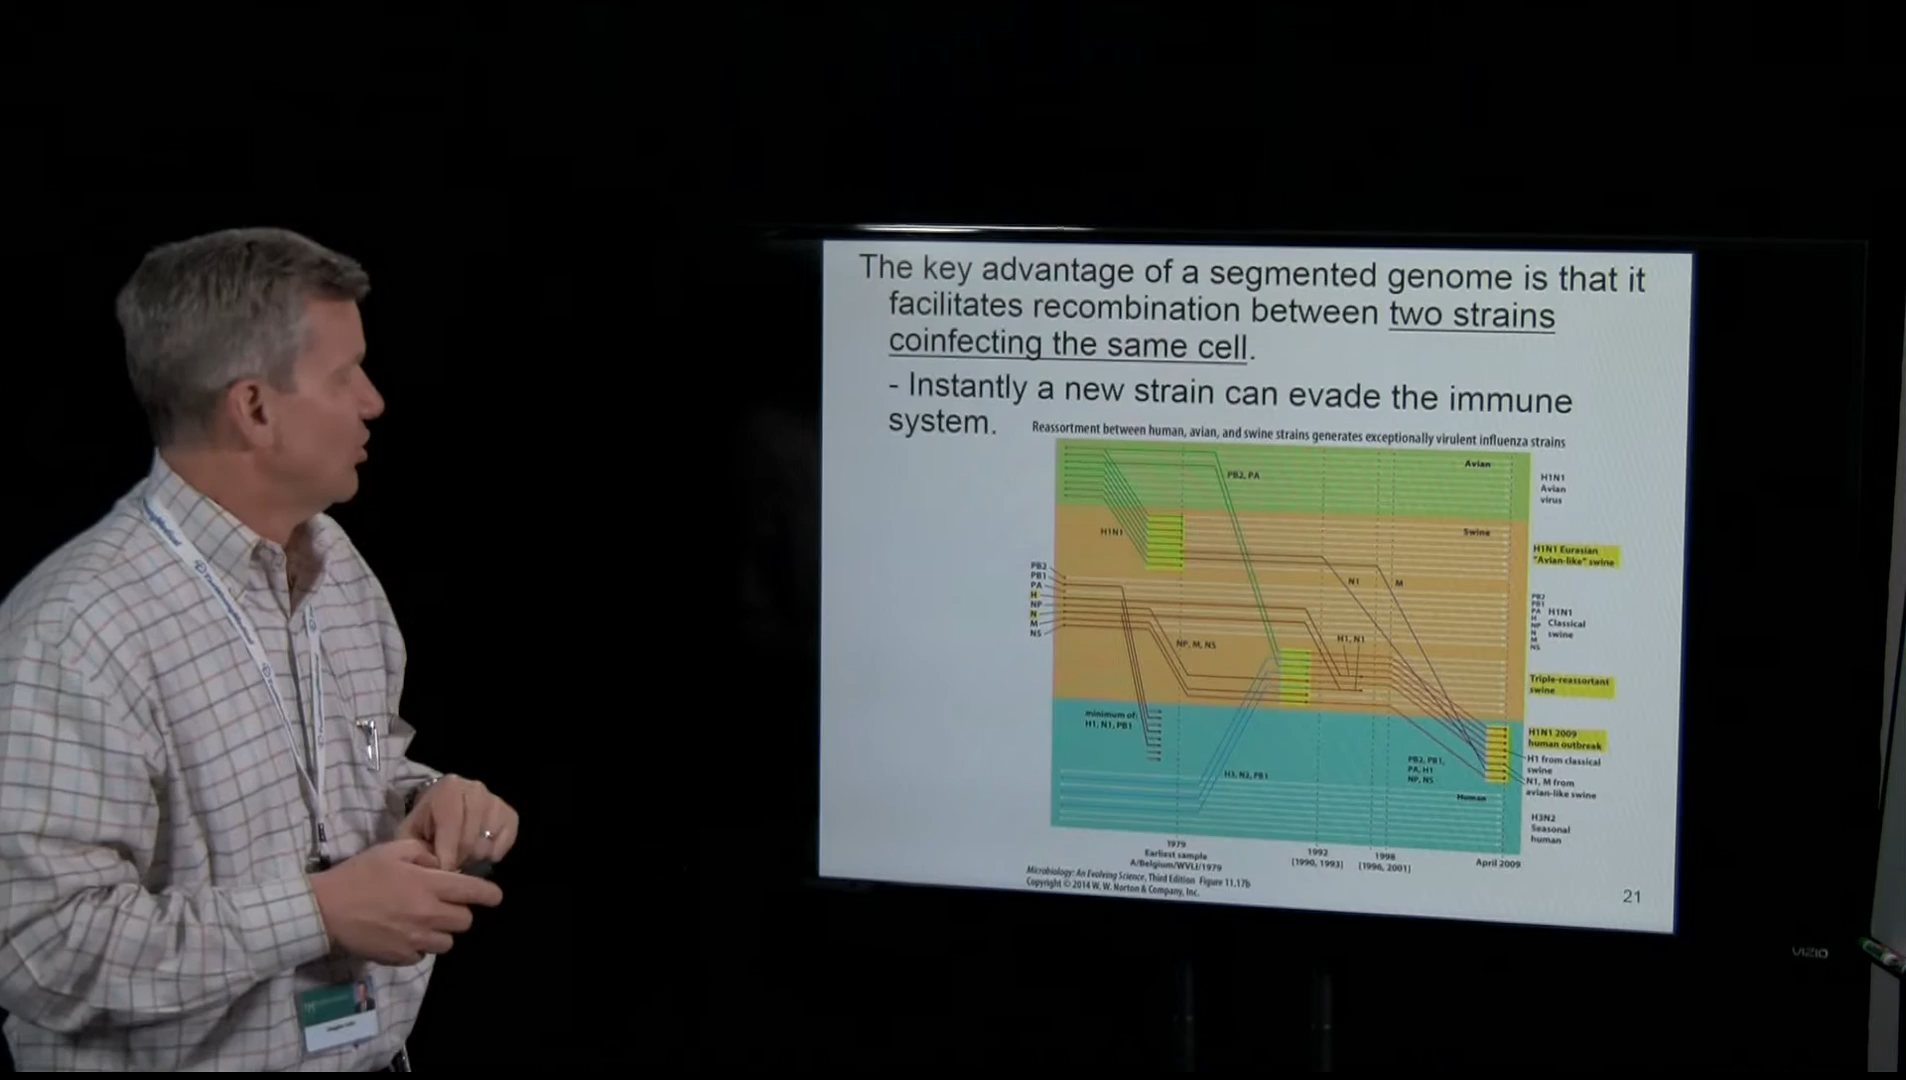 The key advantage of a segmented genome is that it
facilitates recombination between two strains
coinfecting the same cell.
- Instantly a new strain can evade the immune
system.
Reassortment between human, avian, and swine strains generates exceptionally virulent influenza strains
Avian
PB2, PA
H1N1
Avian
virus
Swine
H1N1
H1N1 Eurasian
"Avian-like" swine
N1
M
PB2
PB1
PA
H
NP
N
M
NS
PB2
PB1
PA
H
NP
N
M
NS
H1N1
Classical
swine
H1, N1
NP, M, NS
Triple-reassortant
swine
minimum of:
H1, N1, PB1
H1N1 2009
human outbreak
H1 from classical
swine
N1, M from
avian-like swine
PB2, PB1,
PA, H1
NP, NS
H3, N2, PB1
Human
H3N2
Seasonal
human
1979
Earliest sample
A/Belgium/WVL1/1979
1992
[1990, 1993]
1998
[1996, 2001]
April 2009
Microbiology: An Evolving Science, Third Edition Figure 11.17b
Copyright © 2014 W. W. Norton & Company, Inc.
21
VIZIO